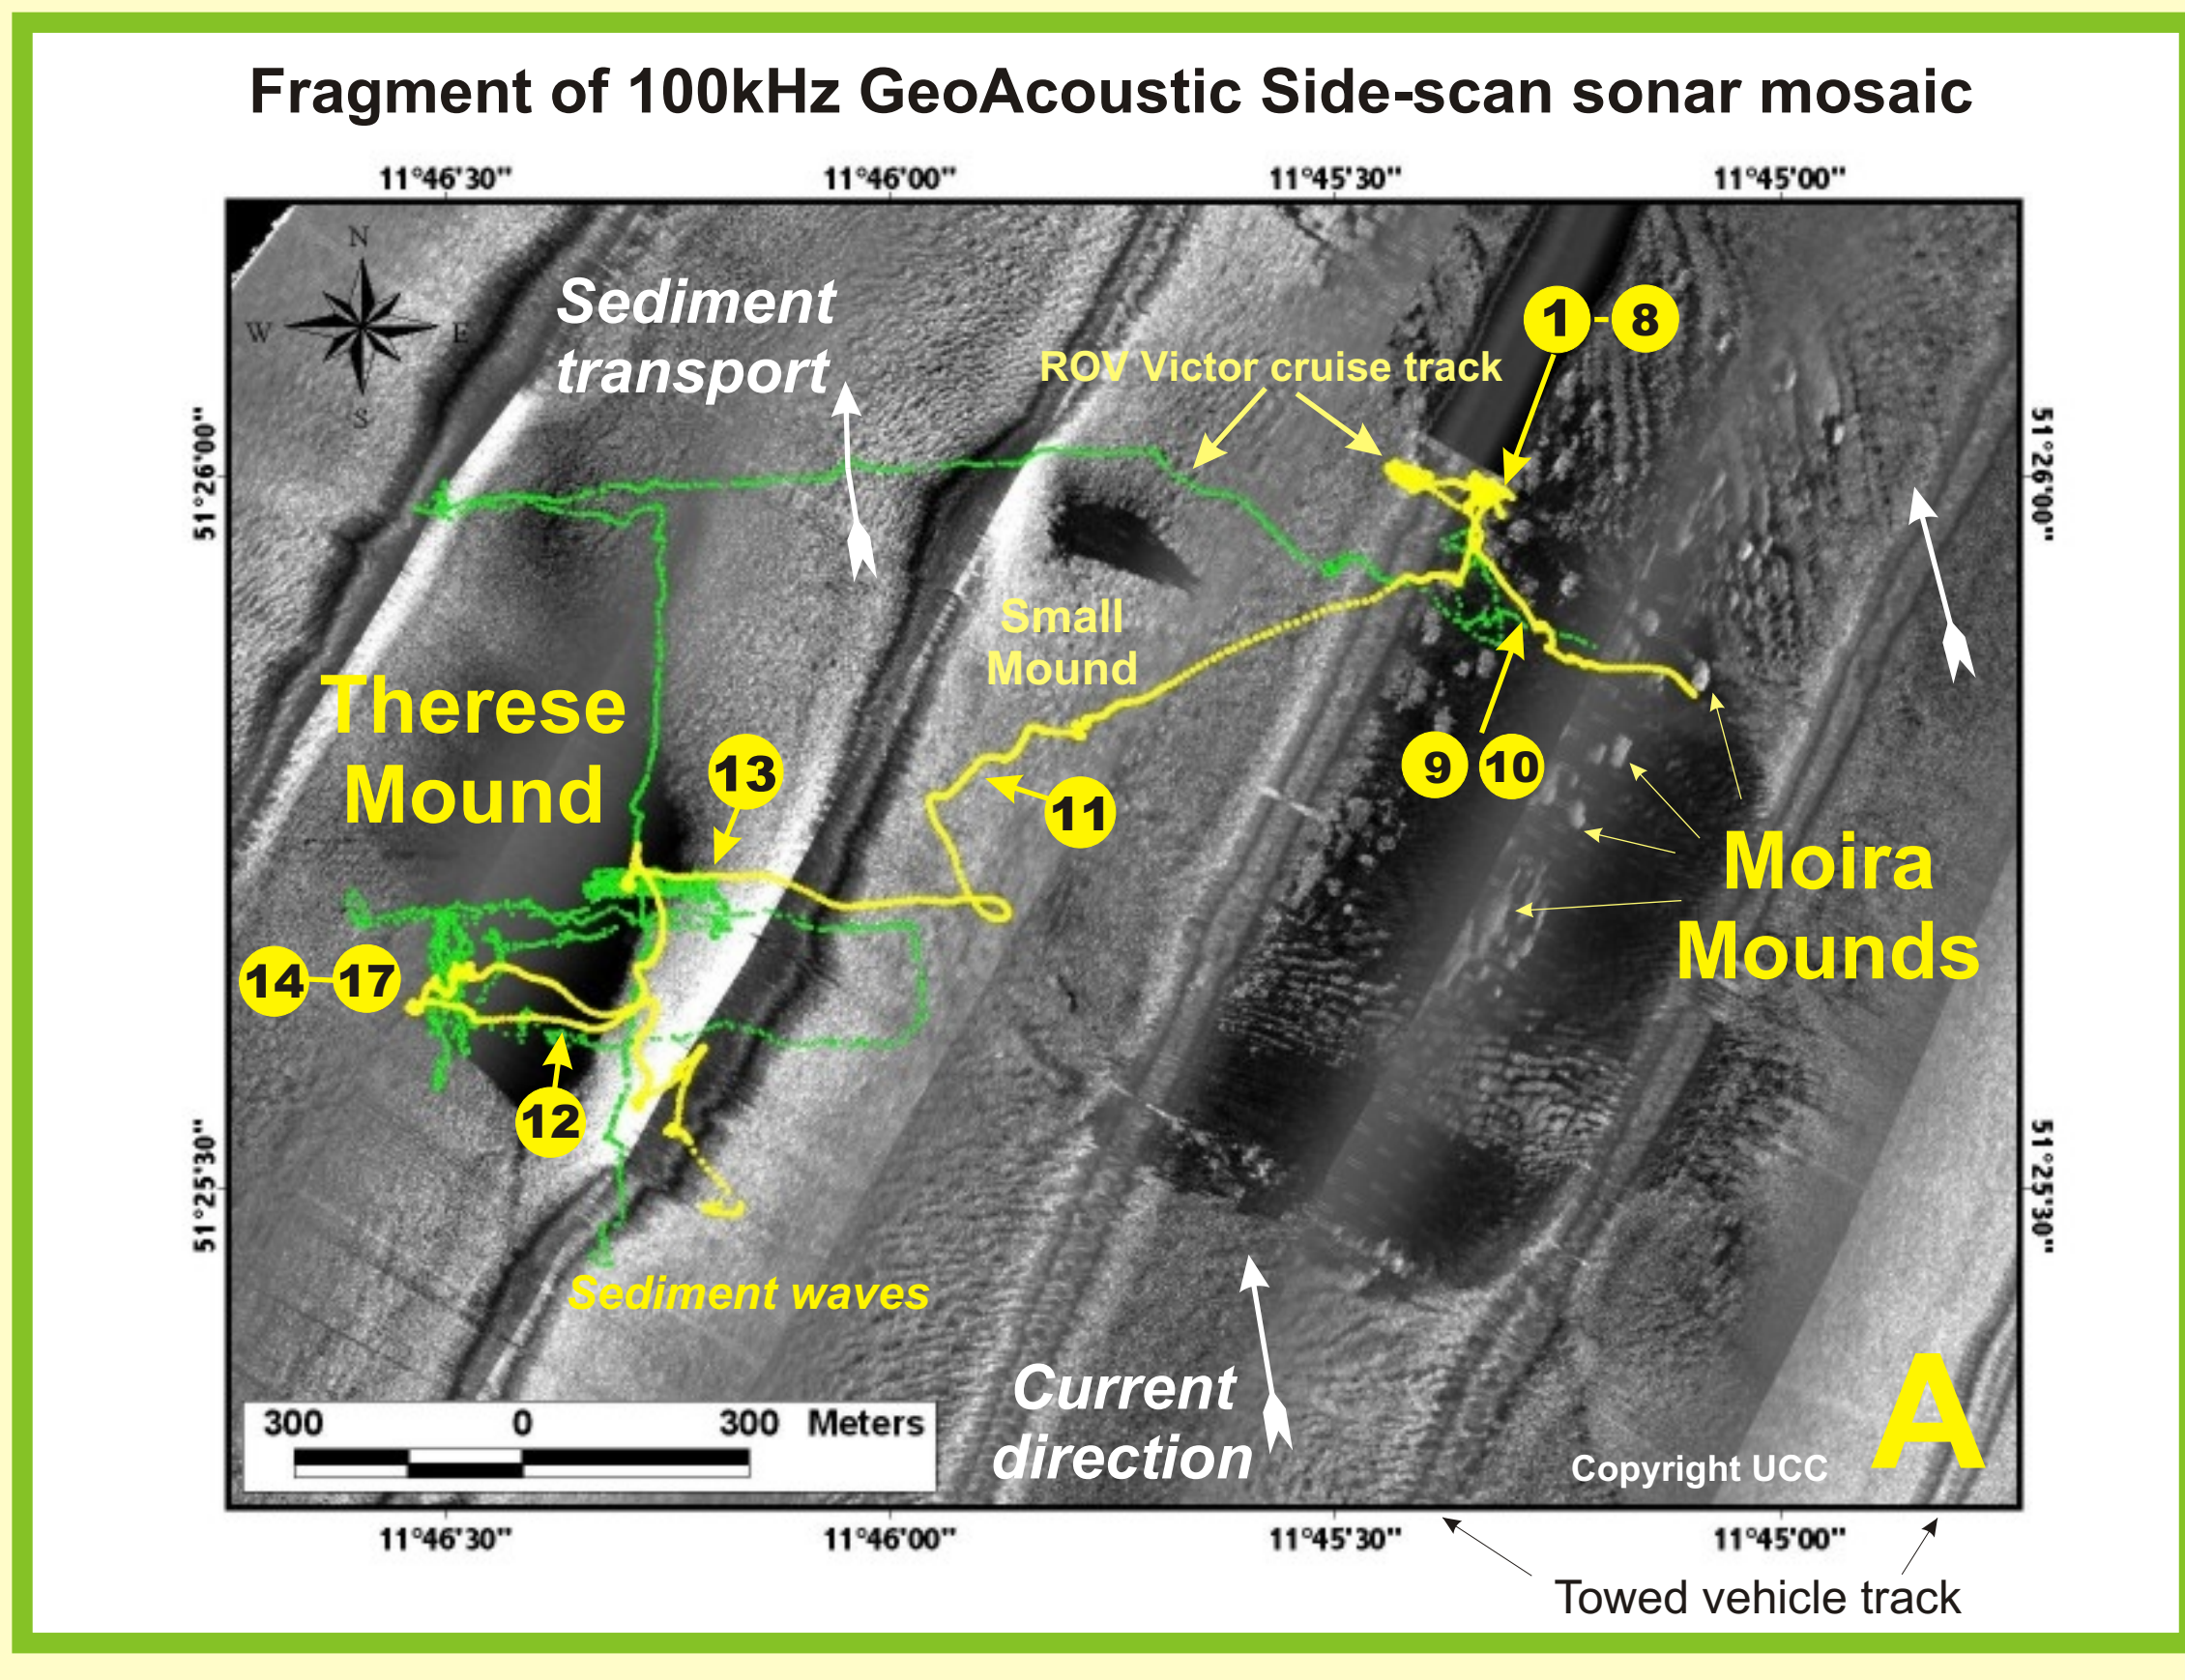 Fragment of 100kHz GeoAcoustic Side-scan sonar mosaic
11°46'30"
11°46'00"
11°45'30"
11°45'00"
N
W
E
S
Sediment
transport
ROV Victor cruise track
1 - 8
51°26'00"
51°26'00"
Small
Mound
Therese
Mound
13
11
9 10
Moira
Mounds
14 17
12
51°25'30"
51°25'30"
Sediment waves
Current
direction
300 0 300 Meters
Copyright UCC
A
11°46'30"
11°46'00"
11°45'30"
11°45'00"
Towed vehicle track